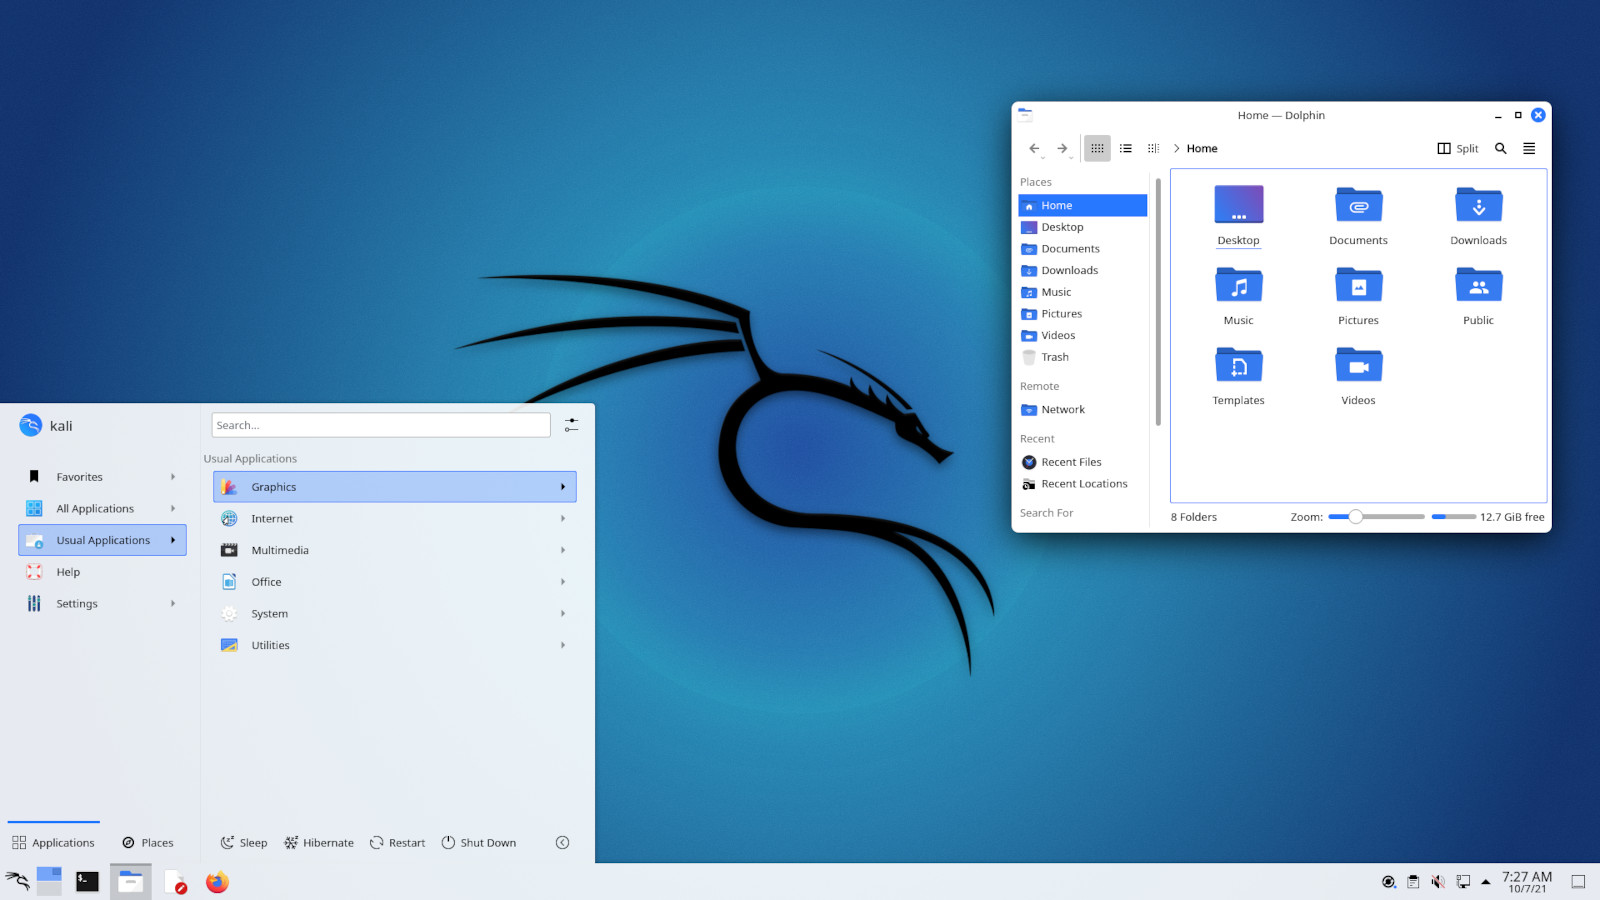 Home — Dolphin
Home
Split
Places
Home
Desktop
Documents
Downloads
Music
Pictures
Videos
Trash
Remote
Network
Recent
Recent Files
Recent Locations
Search For
Desktop
Documents
Downloads
Music
Pictures
Public
Templates
Videos
8 Folders
Zoom:
12.7 GiB free
kali
Search...
Favorites
All Applications
Usual Applications
Help
Settings
Usual Applications
Graphics
Internet
Multimedia
Office
System
Utilities
Applications
Places
Sleep
Hibernate
Restart
Shut Down
$_
7:27 AM
10/7/21